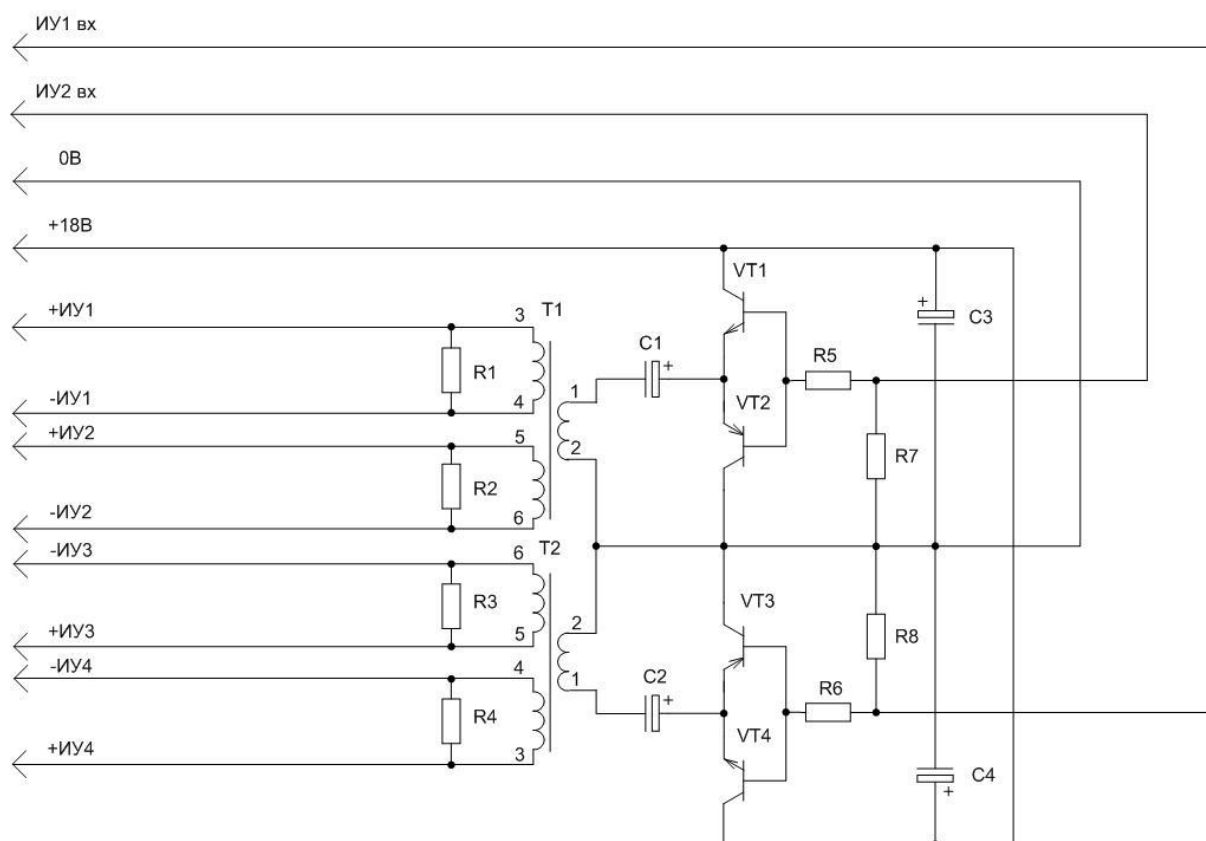 ИУ1 вх
ИУ2 вх
0В
+18В
VT1
+ИУ1
3
T1
+
C3
C1
+
R5
R1
1
-ИУ1
4
VT2
+ИУ2
5
2
R7
R2
-ИУ2
6
-ИУ3
6
T2
VT3
R3
2
R8
+ИУ3
5
-ИУ4
4
1
C2
+
R6
R4
VT4
+ИУ4
3
C4
+